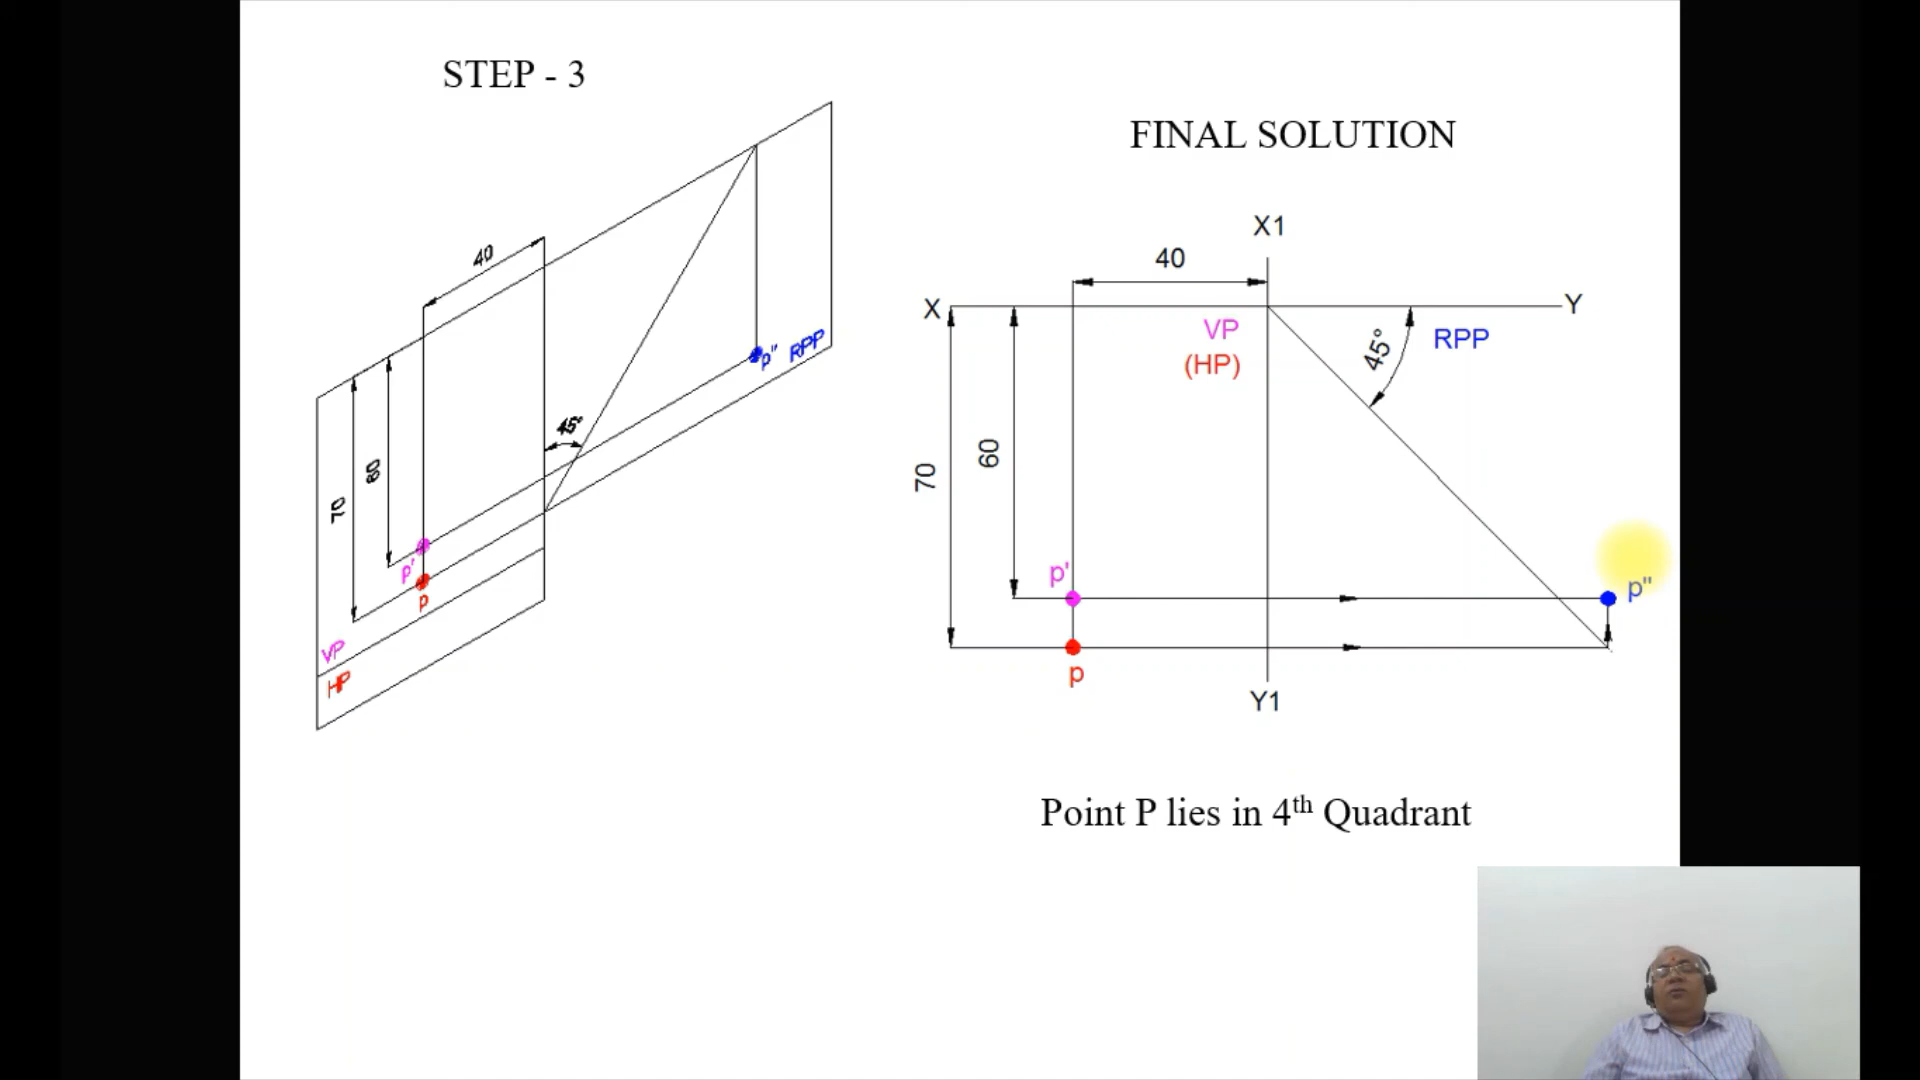 STEP - 3
40
45°
60
70
p'
p
p" RPP
VP
HP
FINAL SOLUTION
X1
40
X
Y
VP
(HP)
45°
RPP
60
70
p'
p"
p
Y1
Point P lies in 4th Quadrant